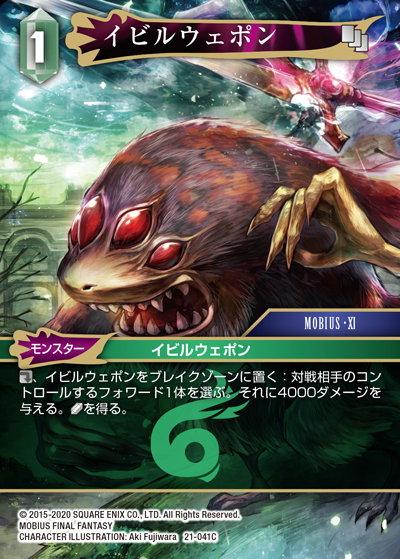 1
イビルウェポン
MOBIUS・XI
モンスター
イビルウェポン
、イビルウェポンをブレイクゾーンに置く:対戦相手のコント
ロールするフォワード1体を選ぶ。それに4000ダメージを
与える。を得る。
© 2015-2020 SQUARE ENIX CO., LTD. All Rights Reserved.
MOBIUS FINAL FANTASY
CHARACTER ILLUSTRATION: Aki Fujiwara 21-041C